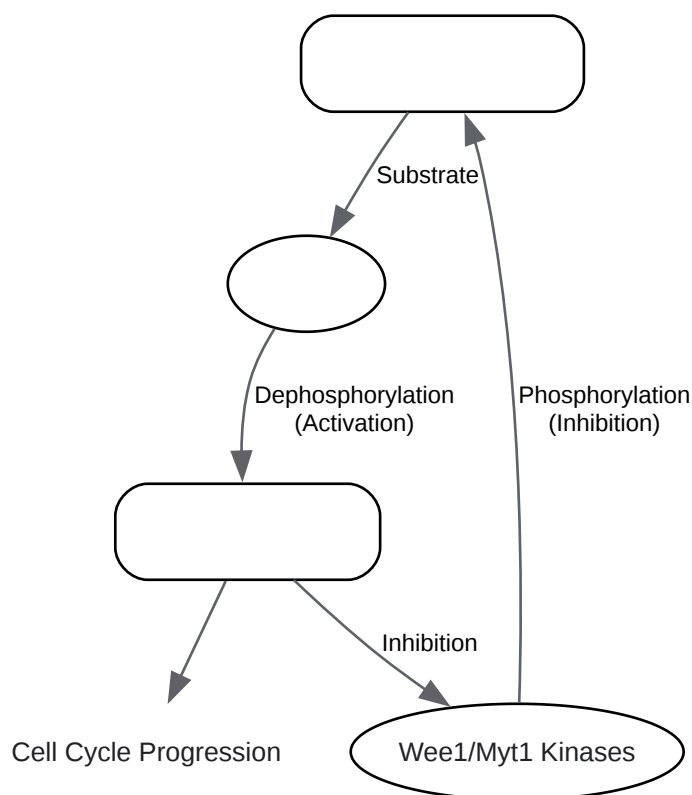 Substrate
Dephosphorylation
(Activation)
Phosphorylation
(Inhibition)
Inhibition
Cell Cycle Progression
Wee1/Myt1 Kinases